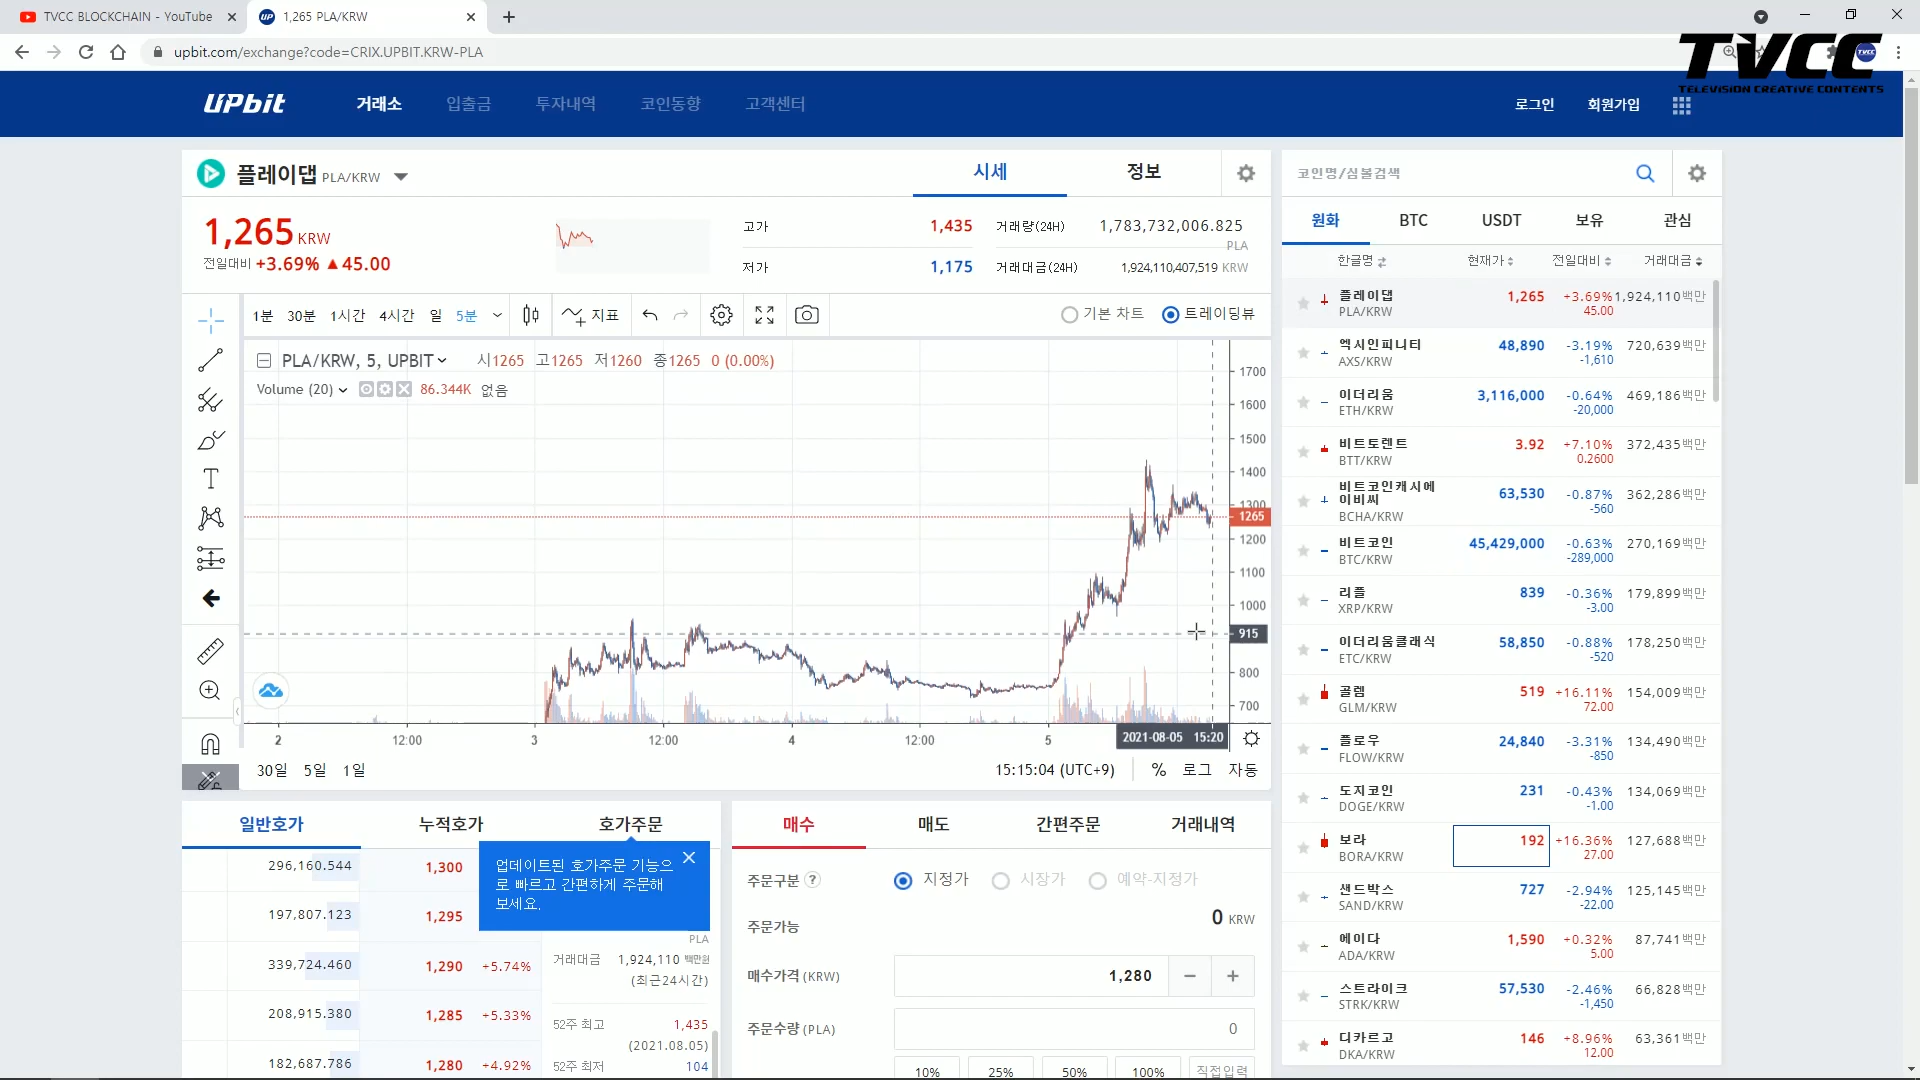 TVCC BLOCKCHAIN - YouTube
1,265 PLA/KRW
upbit.com/exchange?code=CRIX.UPBIT.KRW-PLA
TVCC
TELEVISION CREATIVE CONTENTS
UPbit 거래소 입출금 투자내역 코인동향 고객센터 로그인 회원가입
플레이댑 PLA/KRW 시세 정보
1,265 KRW
전일대비 +3.69% ▲45.00
고가 1,435 거래량(24H) 1,783,732,006.825 PLA
저가 1,175 거래대금(24H) 1,924,110,407,519 KRW
1분 30분 1시간 4시간 일 5분 지표 기본 차트 트레이딩뷰
PLA/KRW, 5, UPBIT 시1265 고1265 저1260 종1265 0 (0.00%)
Volume (20) 86.344K 없음
1700
1600
1500
1400
1300
1265
1200
1100
1000
915
800
700
2 12:00 3 12:00 4 12:00 5 2021-08-05 15:20
30일 5일 1일 15:15:04 (UTC+9) % 로그 자동
일반호가 누적호가 호가주문
296,160.544 1,300
197,807.123 1,295
339,724.460 1,290 +5.74%
208,915.380 1,285 +5.33%
182,687.786 1,280 +4.92%
업데이트된 호가주문 기능으
로 빠르고 간편하게 주문해
보세요.
PLA
거래대금 1,924,110 백만원
(최근24시간)
52주 최고 1,435
(2021.08.05)
52주 최저 104
매수 매도 간편주문 거래내역
주문구분 ? 지정가 시장가 예약-지정가
주문가능 0 KRW
매수가격 (KRW) 1,280 − +
주문수량 (PLA) 0
10% 25% 50% 100% 직접입력
코인명/심볼검색
원화 BTC USDT 보유 관심
한글명 현재가 전일대비 거래대금
플레이댑 1,265 +3.69% 1,924,110백만
PLA/KRW 45.00
엑시인피니티 48,890 -3.19% 720,639백만
AXS/KRW -1,610
이더리움 3,116,000 -0.64% 469,186백만
ETH/KRW -20,000
비트토렌트 3.92 +7.10% 372,435백만
BTT/KRW 0.2600
비트코인캐시에
이비씨 63,530 -0.87% 362,286백만
BCHA/KRW -560
비트코인 45,429,000 -0.63% 270,169백만
BTC/KRW -289,000
리플 839 -0.36% 179,899백만
XRP/KRW -3.00
이더리움클래식 58,850 -0.88% 178,250백만
ETC/KRW -520
골렘 519 +16.11% 154,009백만
GLM/KRW 72.00
플로우 24,840 -3.31% 134,490백만
FLOW/KRW -850
도지코인 231 -0.43% 134,069백만
DOGE/KRW -1.00
보라 192 +16.36% 127,688백만
BORA/KRW 27.00
샌드박스 727 -2.94% 125,145백만
SAND/KRW -22.00
에이다 1,590 +0.32% 87,741백만
ADA/KRW 5.00
스트라이크 57,530 -2.46% 66,828백만
STRK/KRW -1,450
디카르고 146 +8.96% 63,361백만
DKA/KRW 12.00